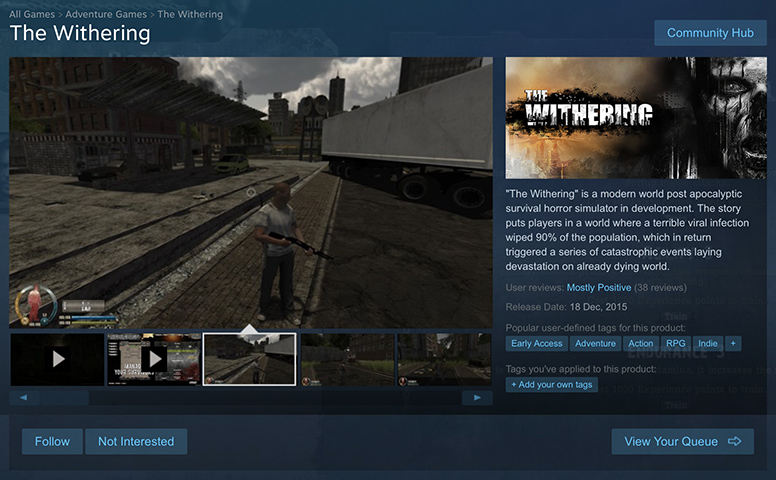 All Games > Adventure Games > The Withering
The Withering
Community Hub
THE
WITHERING
"The Withering" is a modern world post apocalyptic
survival horror simulator in development. The story
puts players in a world where a terrible viral infection
wiped 90% of the population, which in return
triggered a series of catastrophic events laying
devastation on already dying world.
User reviews: Mostly Positive (38 reviews)
Release Date: 18 Dec, 2015
Popular user-defined tags for this product:
Early Access Adventure Action RPG Indie +
Tags you've applied to this product:
+ Add your own tags
Follow Not Interested
View Your Queue